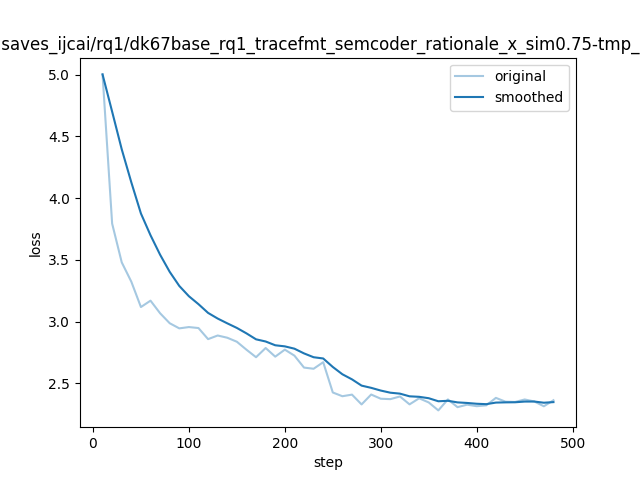 saves_ijcai/rq1/dk67base_rq1_tracefmt_semcoder_rationale_x_sim0.75-tmp_
original
smoothed
5.0
4.5
4.0
3.5
3.0
2.5
loss
0
100
200
300
400
500
step